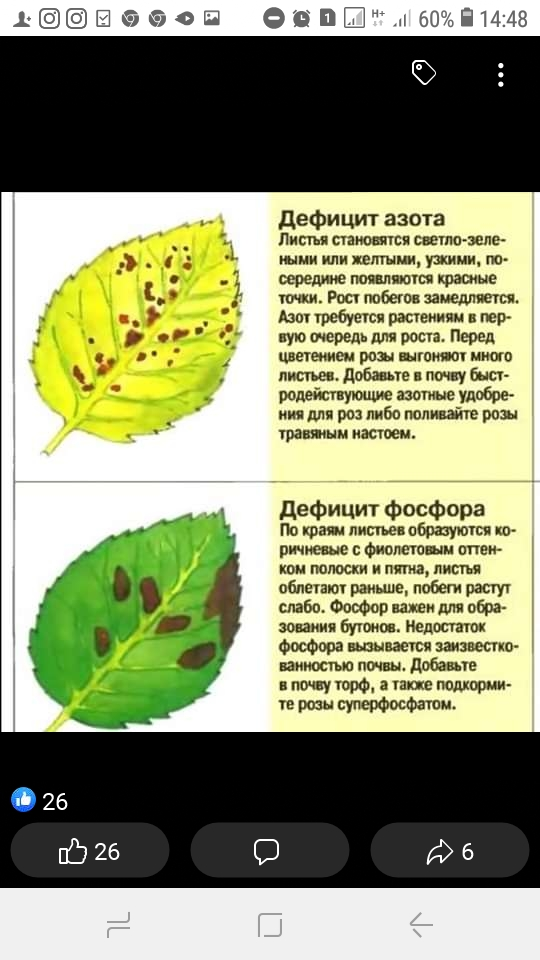 1 H+ 60% 14:48
Дефицит азота
Листья становятся светло-зеле-
ными или желтыми, узкими, по-
середине появляются красные
точки. Рост побегов замедляется.
Азот требуется растениям в пер-
вую очередь для роста. Перед
цветением розы выгоняют много
листьев. Добавьте в почву быст-
родействующие азотные удобре-
ния для роз либо поливайте розы
травяным настоем.
Дефицит фосфора
По краям листьев образуются ко-
ричневые с фиолетовым оттен-
ком полоски и пятна, листья
облетают раньше, побеги растут
слабо. Фосфор важен для обра-
зования бутонов. Недостаток
фосфора вызывается заизвестко-
ванностью почвы. Добавьте
в почву торф, а также подкорми-
те розы суперфосфатом.
26
26 6